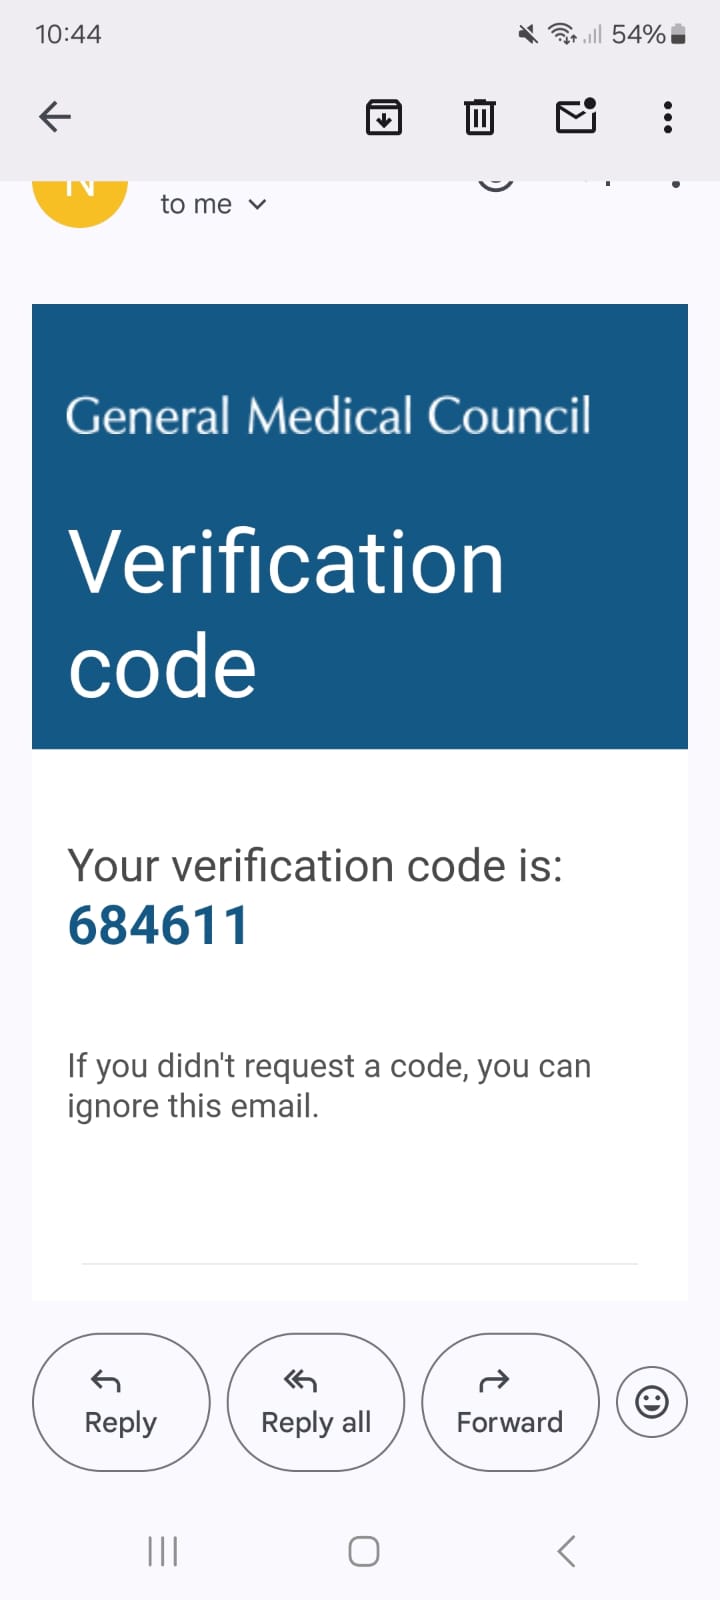 10:44
54%
N
to me
General Medical Council
Verification
code
Your verification code is:
684611
If you didn't request a code, you can
ignore this email.
Reply
Reply all
Forward